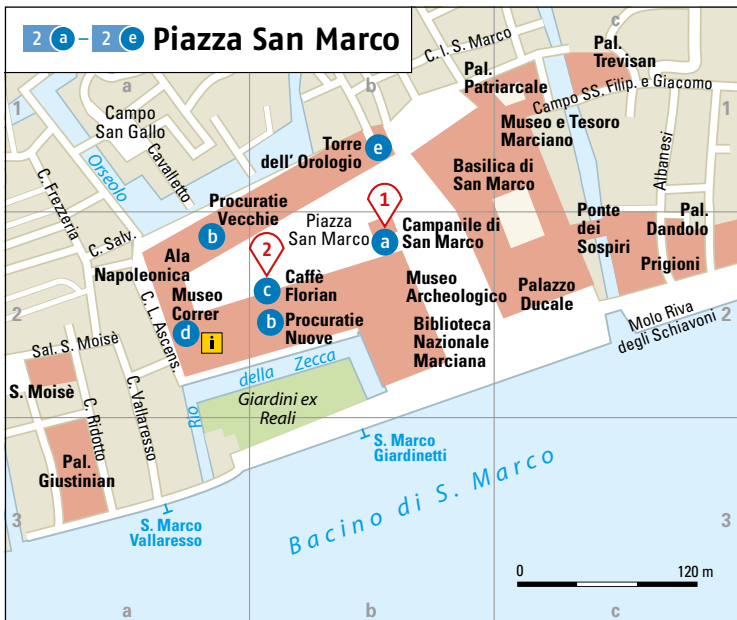 2 a – 2 e Piazza San Marco
a
b
c
1
1
C. l. S. Marco
Pal.
Trevisan
Pal.
Patriarcale
Campo SS. Filip. e Giacomo
Campo
San Gallo
Orseolo
Cavalletto
C. Frezzeria
Torre
dell' Orologio
e
Museo e Tesoro
Marciano
Basilica di
San Marco
Albanesi
Procuratie
Vecchie
b
1
Piazza
San Marco
a
Campanile di
San Marco
Ponte
dei
Sospiri
Pal.
Dandolo
Prigioni
C. Salv.
Ala
Napoleonica
2
c
Caffè
Florian
Museo
Archeologico
Palazzo
Ducale
2
2
C. L. Ascens.
Museo
Correr
d
i
b
Procuratie
Nuove
Biblioteca
Nazionale
Marciana
Molo Riva
degli Schiavoni
Sal. S. Moisè
S. Moisè
C. Ridotto
C. Vallaresso
Rio
della Zecca
Giardini ex
Reali
Pal.
Giustinian
S. Marco
Giardinetti
S. Marco
Vallaresso
Bacino di S. Marco
3
3
0
120 m
a
b
c